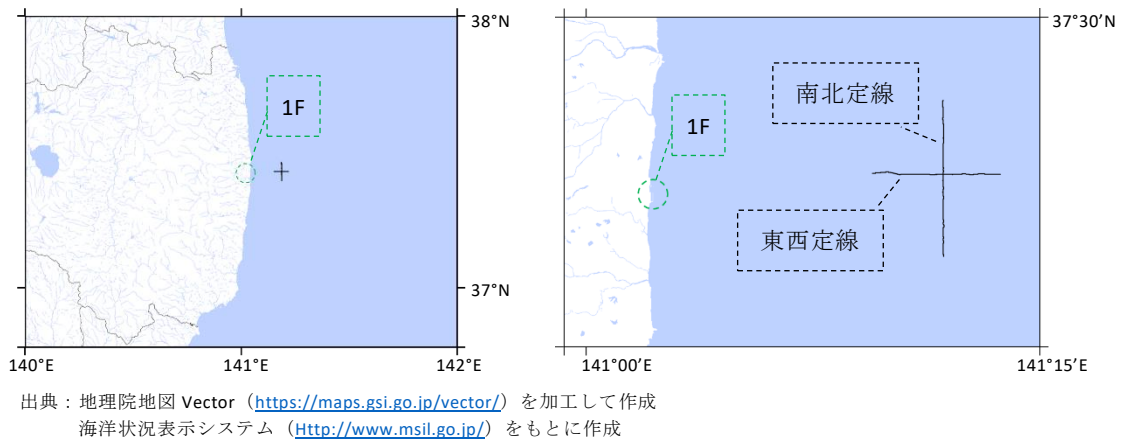 38°N
1F
37°N
140°E
141°E
142°E
37°30′N
南北定線
1F
東西定線
141°00′E
141°15′E
出典：地理院地図 Vector（https://maps.gsi.go.jp/vector/）を加工して作成
海洋状況表示システム（Http://www.msil.go.jp/）をもとに作成